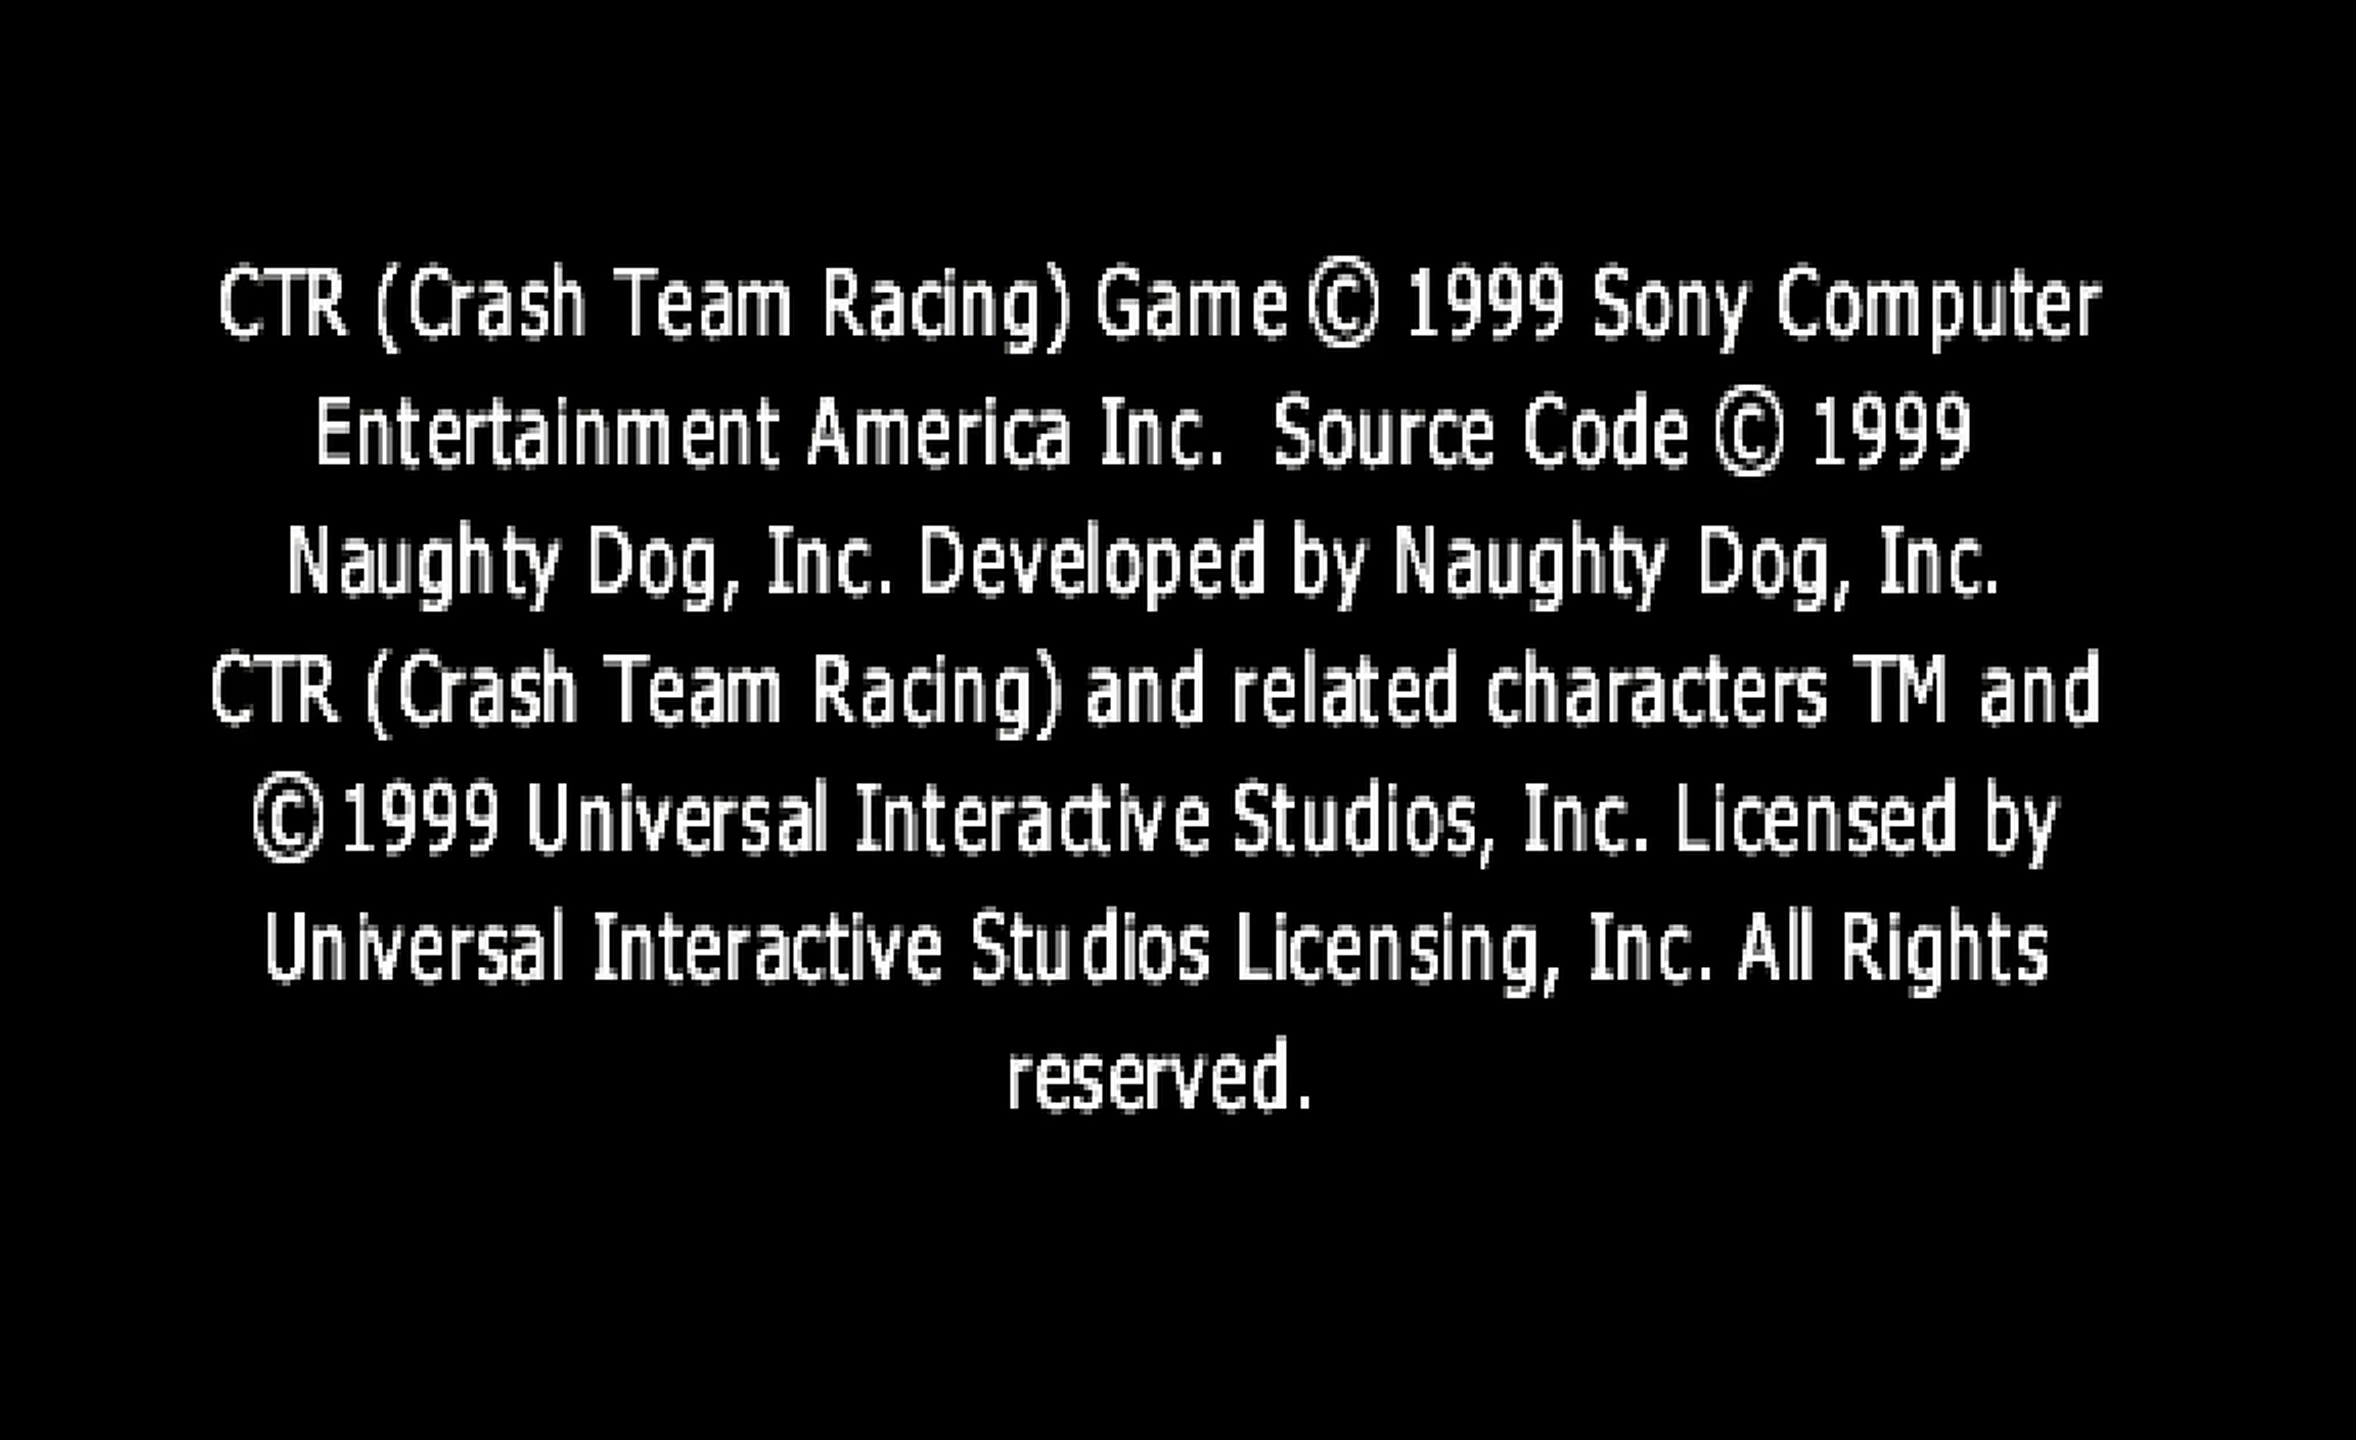 CTR (Crash Team Racing) Game © 1999 Sony Computer
Entertainment America Inc.  Source Code © 1999
Naughty Dog, Inc. Developed by Naughty Dog, Inc.
CTR (Crash Team Racing) and related characters TM and
© 1999 Universal Interactive Studios, Inc. Licensed by
Universal Interactive Studios Licensing, Inc. All Rights
reserved.